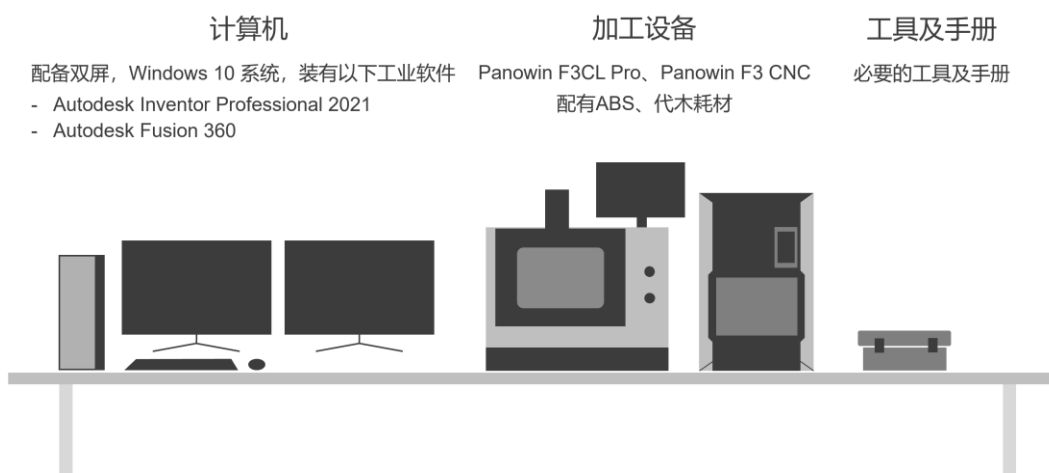 计算机
配备双屏，Windows 10 系统，装有以下工业软件
- Autodesk Inventor Professional 2021
- Autodesk Fusion 360
加工设备
Panowin F3CL Pro、Panowin F3 CNC
配有ABS、代木耗材
工具及手册
必要的工具及手册